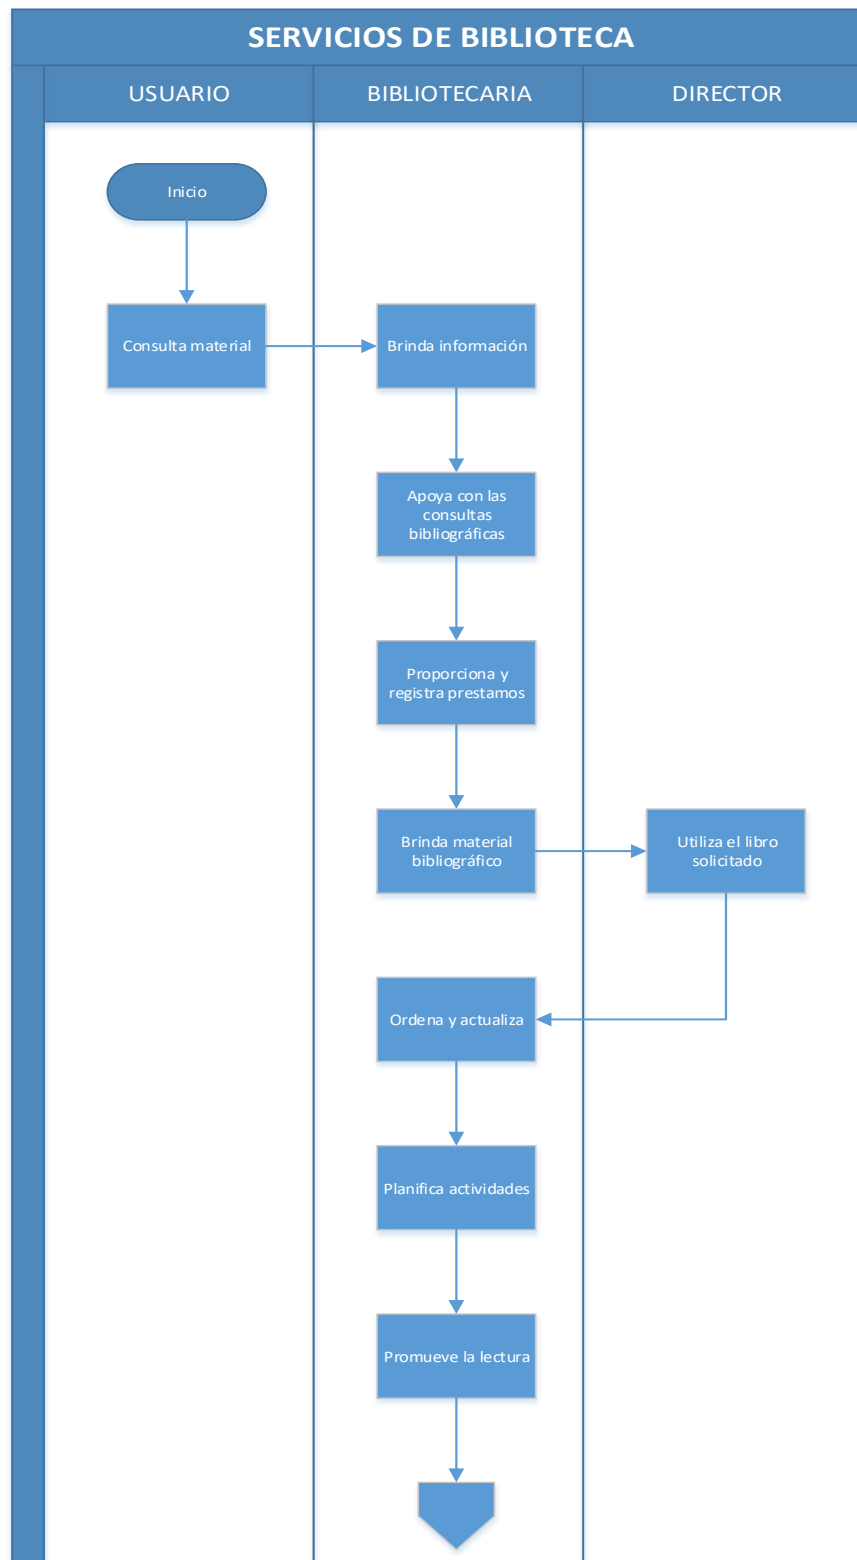 SERVICIOS DE BIBLIOTECA
USUARIO
BIBLIOTECARIA
DIRECTOR
Inicio
Consulta material
Brinda información
Apoya con las
consultas
bibliográficas
Proporciona y
registra prestamos
Brinda material
bibliográfico
Utiliza el libro
solicitado
Ordena y actualiza
Planifica actividades
Promueve la lectura